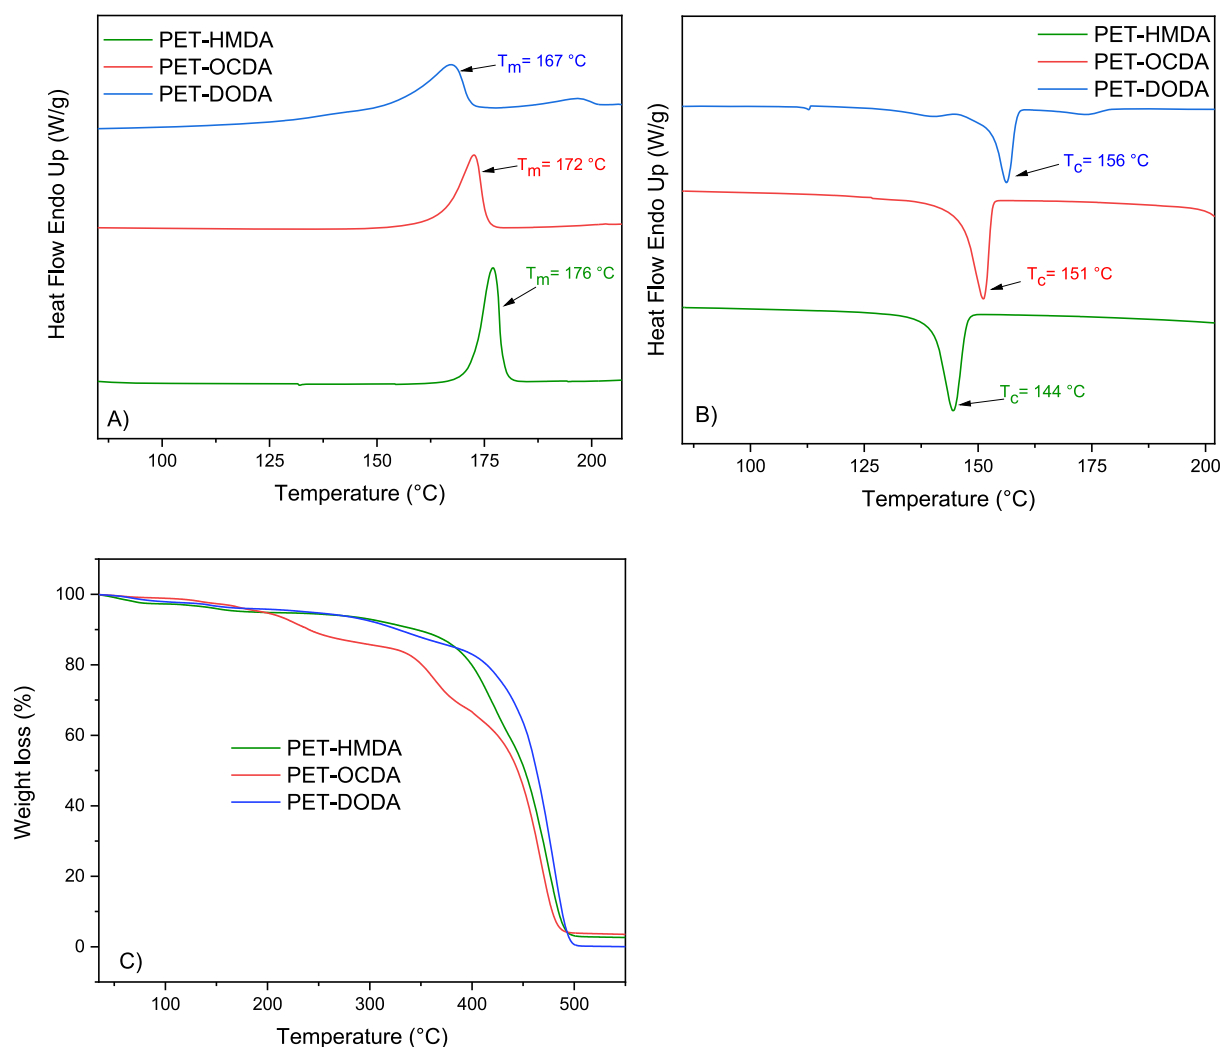 PET-HMDA
PET-OCDA
PET-DODA
Tm= 167 °C
Tm= 172 °C
Tm= 176 °C
Heat Flow Endo Up (W/g)
A)
100 125 150 175 200
Temperature (°C)
PET-HMDA
PET-OCDA
PET-DODA
Tc= 156 °C
Tc= 151 °C
Tc= 144 °C
Heat Flow Endo Up (W/g)
B)
100 125 150 175 200
Temperature (°C)
100
80
60
40
20
0
Weight loss (%)
PET-HMDA
PET-OCDA
PET-DODA
C)
100 200 300 400 500
Temperature (°C)